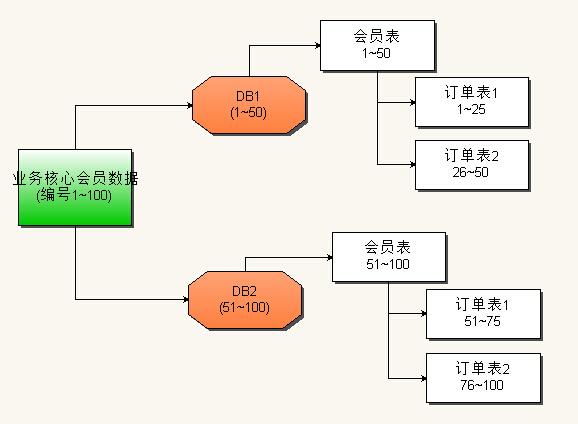 会员表
1~50
DB1
(1~50)
订单表1
1~25
订单表2
26~50
业务核心会员数据
(编号1~100)
会员表
51~100
DB2
(51~100)
订单表1
51~75
订单表2
76~100